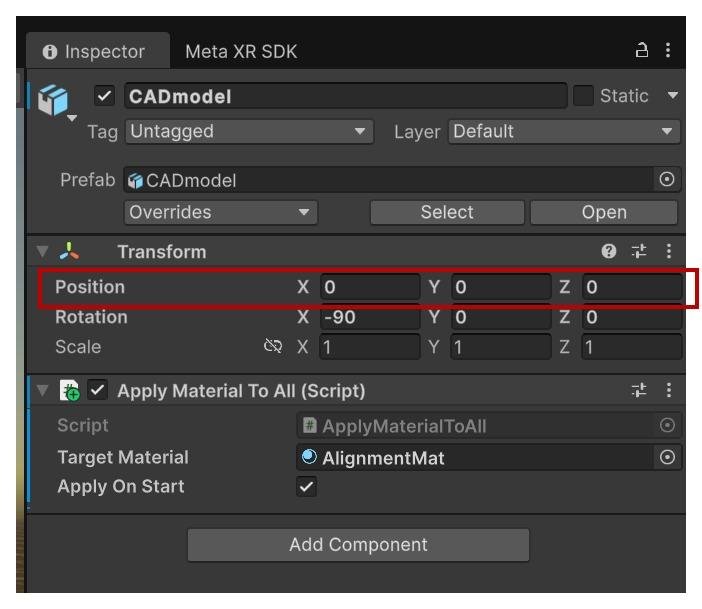 Inspector Meta XR SDK
CADmodel Static
Tag Untagged Layer Default
Prefab CADmodel
Overrides Select Open
Transform
Position X 0 Y 0 Z 0
Rotation X -90 Y 0 Z 0
Scale X 1 Y 1 Z 1
Apply Material To All (Script)
Script ApplyMaterialToAll
Target Material AlignmentMat
Apply On Start
Add Component